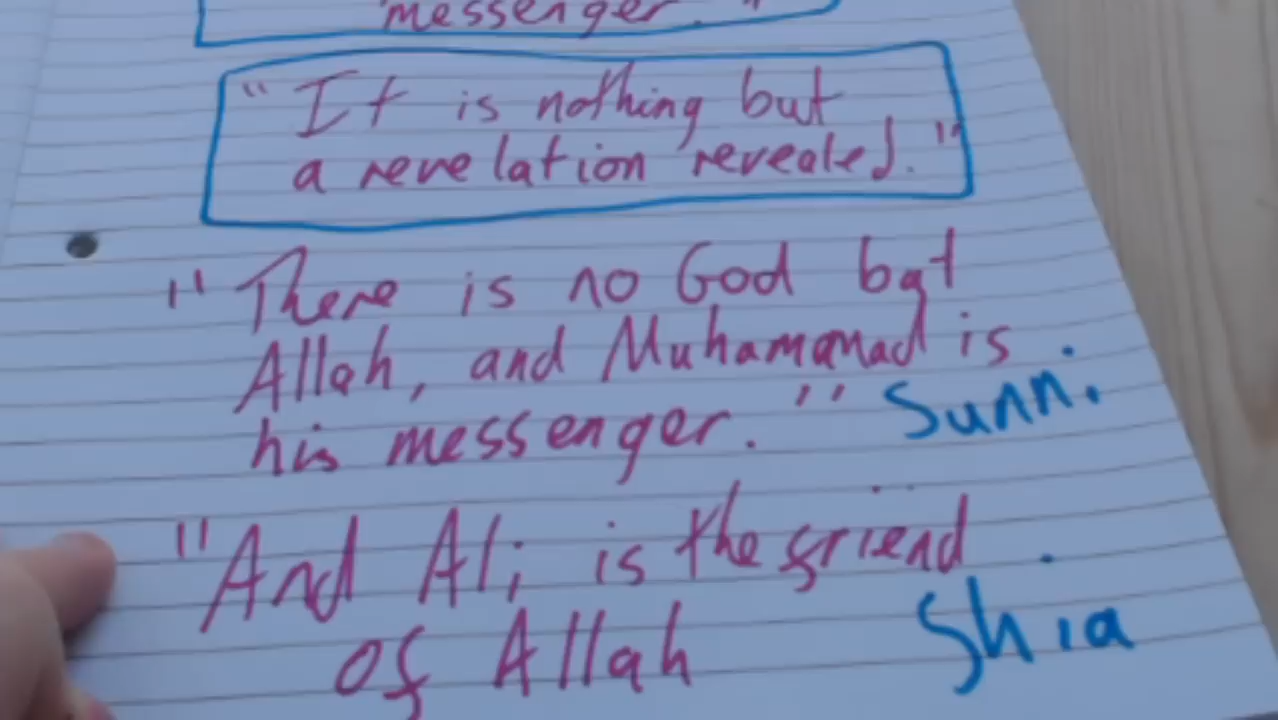 messenger."
"It is nothing but
a revelation revealed."
"There is no God but
Allah, and Muhammad is
his messenger." Sunni
"And Ali is the friend
of Allah Shia